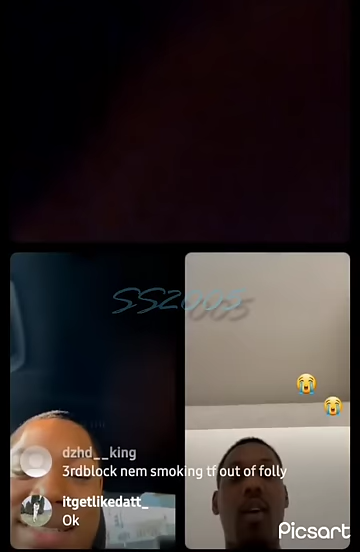 SS2005
dzhd__king
3rdblock nem smoking tf out of folly
itgetlikedatt_
Ok
Picsart